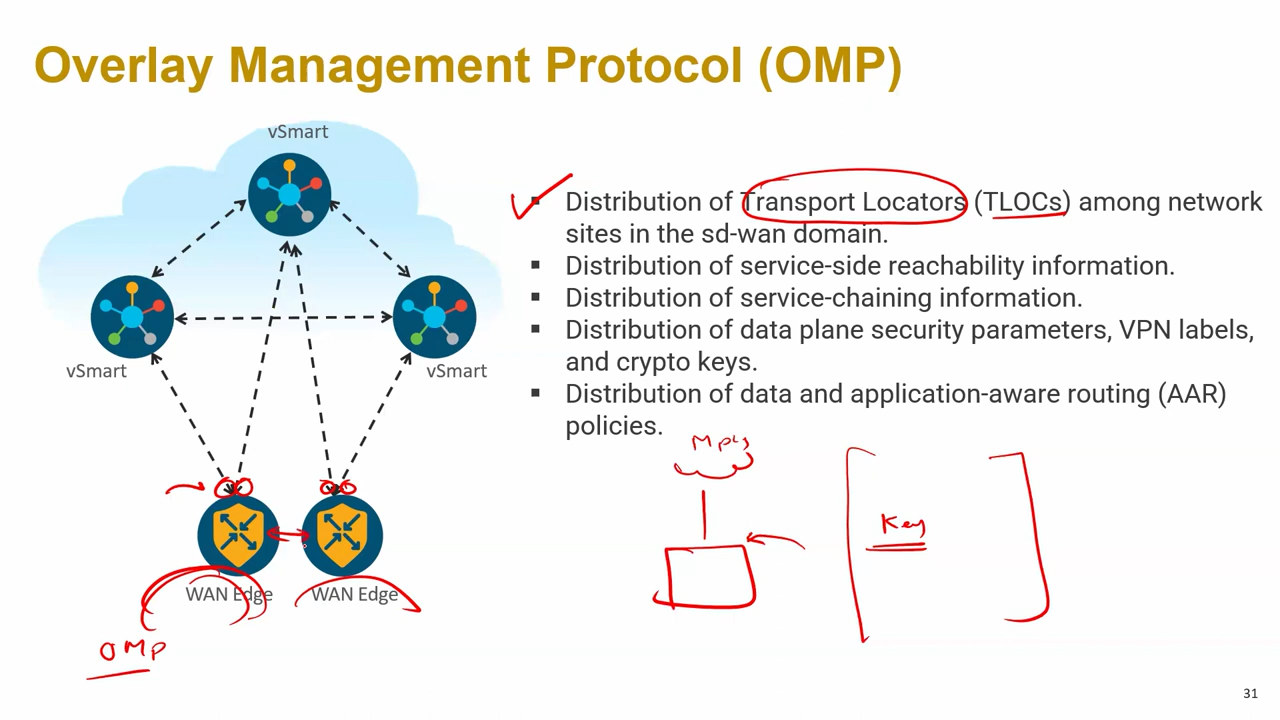 Overlay Management Protocol (OMP)
vSmart
▪ Distribution of Transport Locators (TLOCs) among network
sites in the sd-wan domain.
▪ Distribution of service-side reachability information.
▪ Distribution of service-chaining information.
▪ Distribution of data plane security parameters, VPN labels,
and crypto keys.
▪ Distribution of data and application-aware routing (AAR)
policies.
vSmart
vSmart
MPLS
Key
WAN Edge
WAN Edge
OMP
31